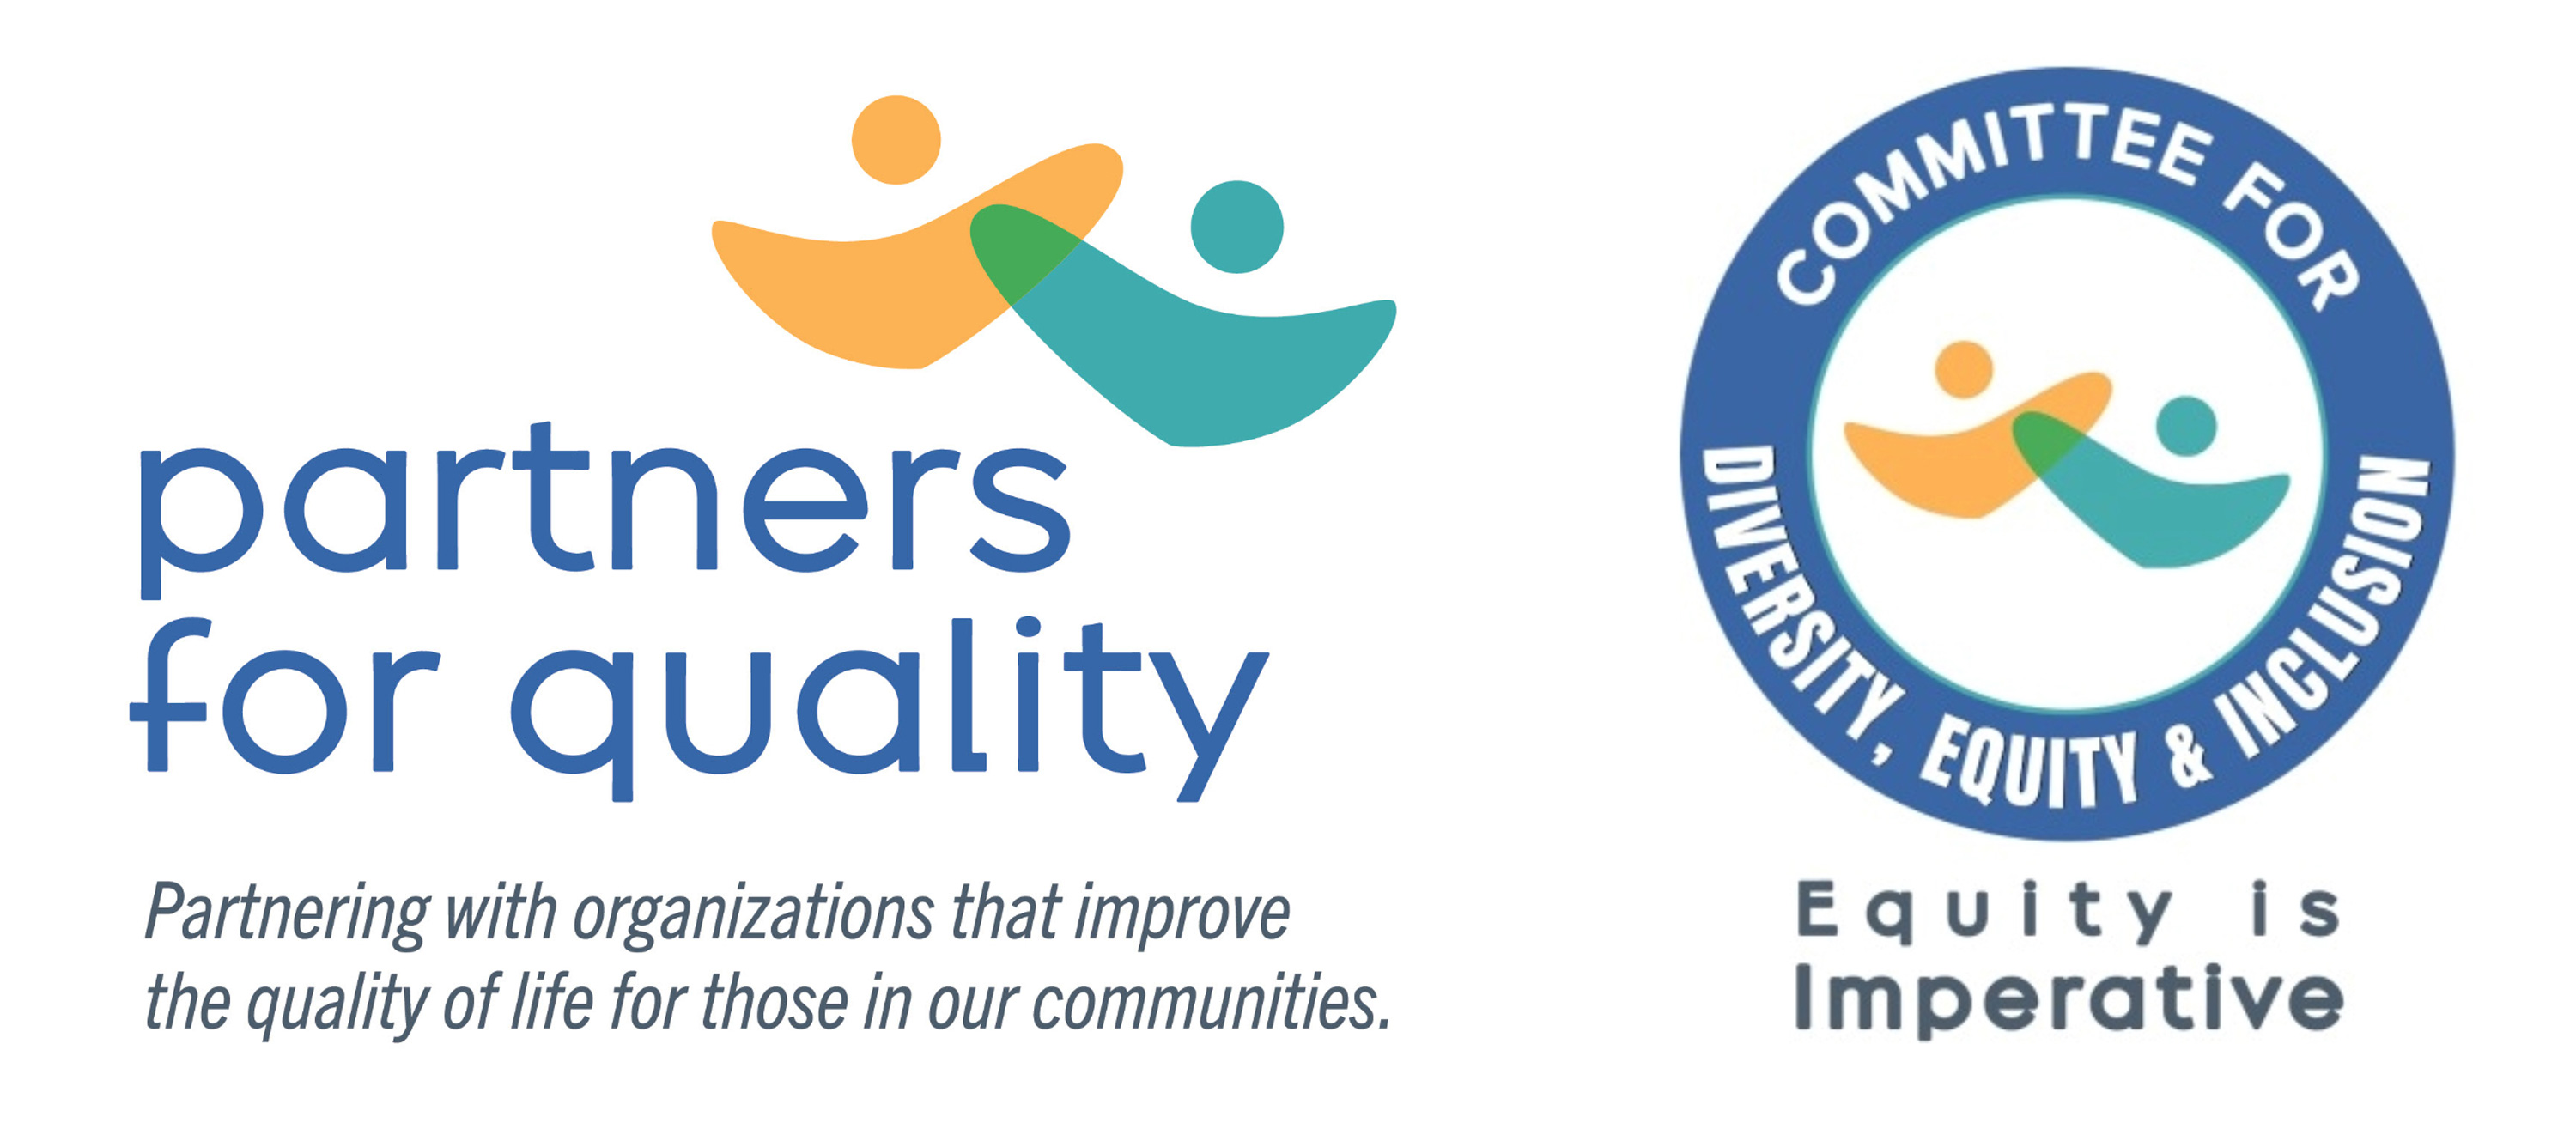 partners
for quality
Partnering with organizations that improve
the quality of life for those in our communities.
COMMITTEE FOR
DIVERSITY, EQUITY & INCLUSION
Equity is
Imperative